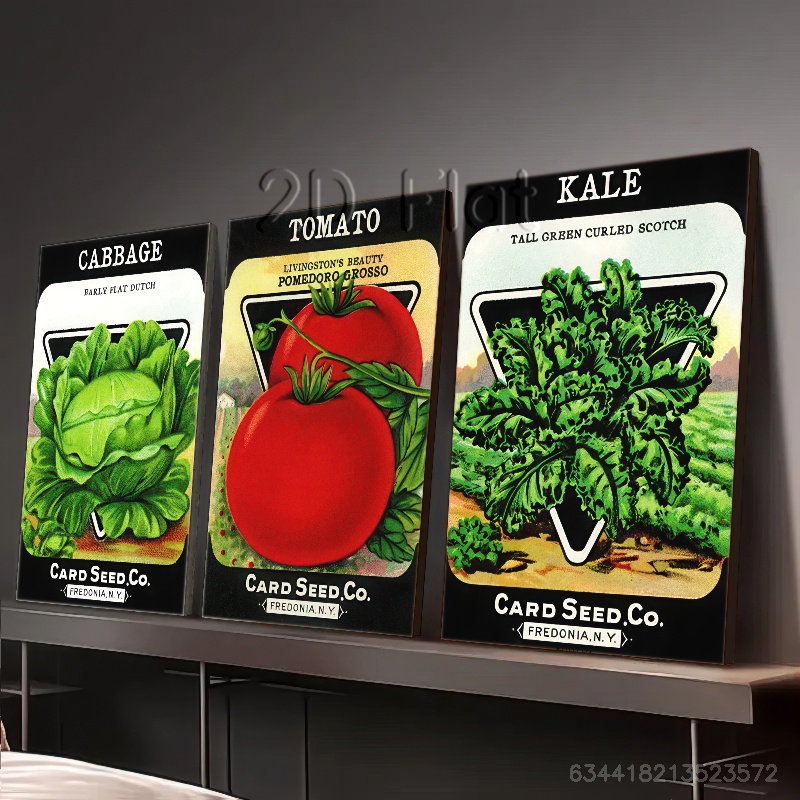 2D Flat
CABBAGE
EARLY FLAT DUTCH
CARD SEED.CO.
FREDONIA,N.Y.
TOMATO
LIVINGSTON'S BEAUTY
POMEDORO GROSSO
CARD SEED.CO.
FREDONIA,N.Y.
KALE
TALL GREEN CURLED SCOTCH
CARD SEED.CO.
FREDONIA,N.Y.
634418213523572